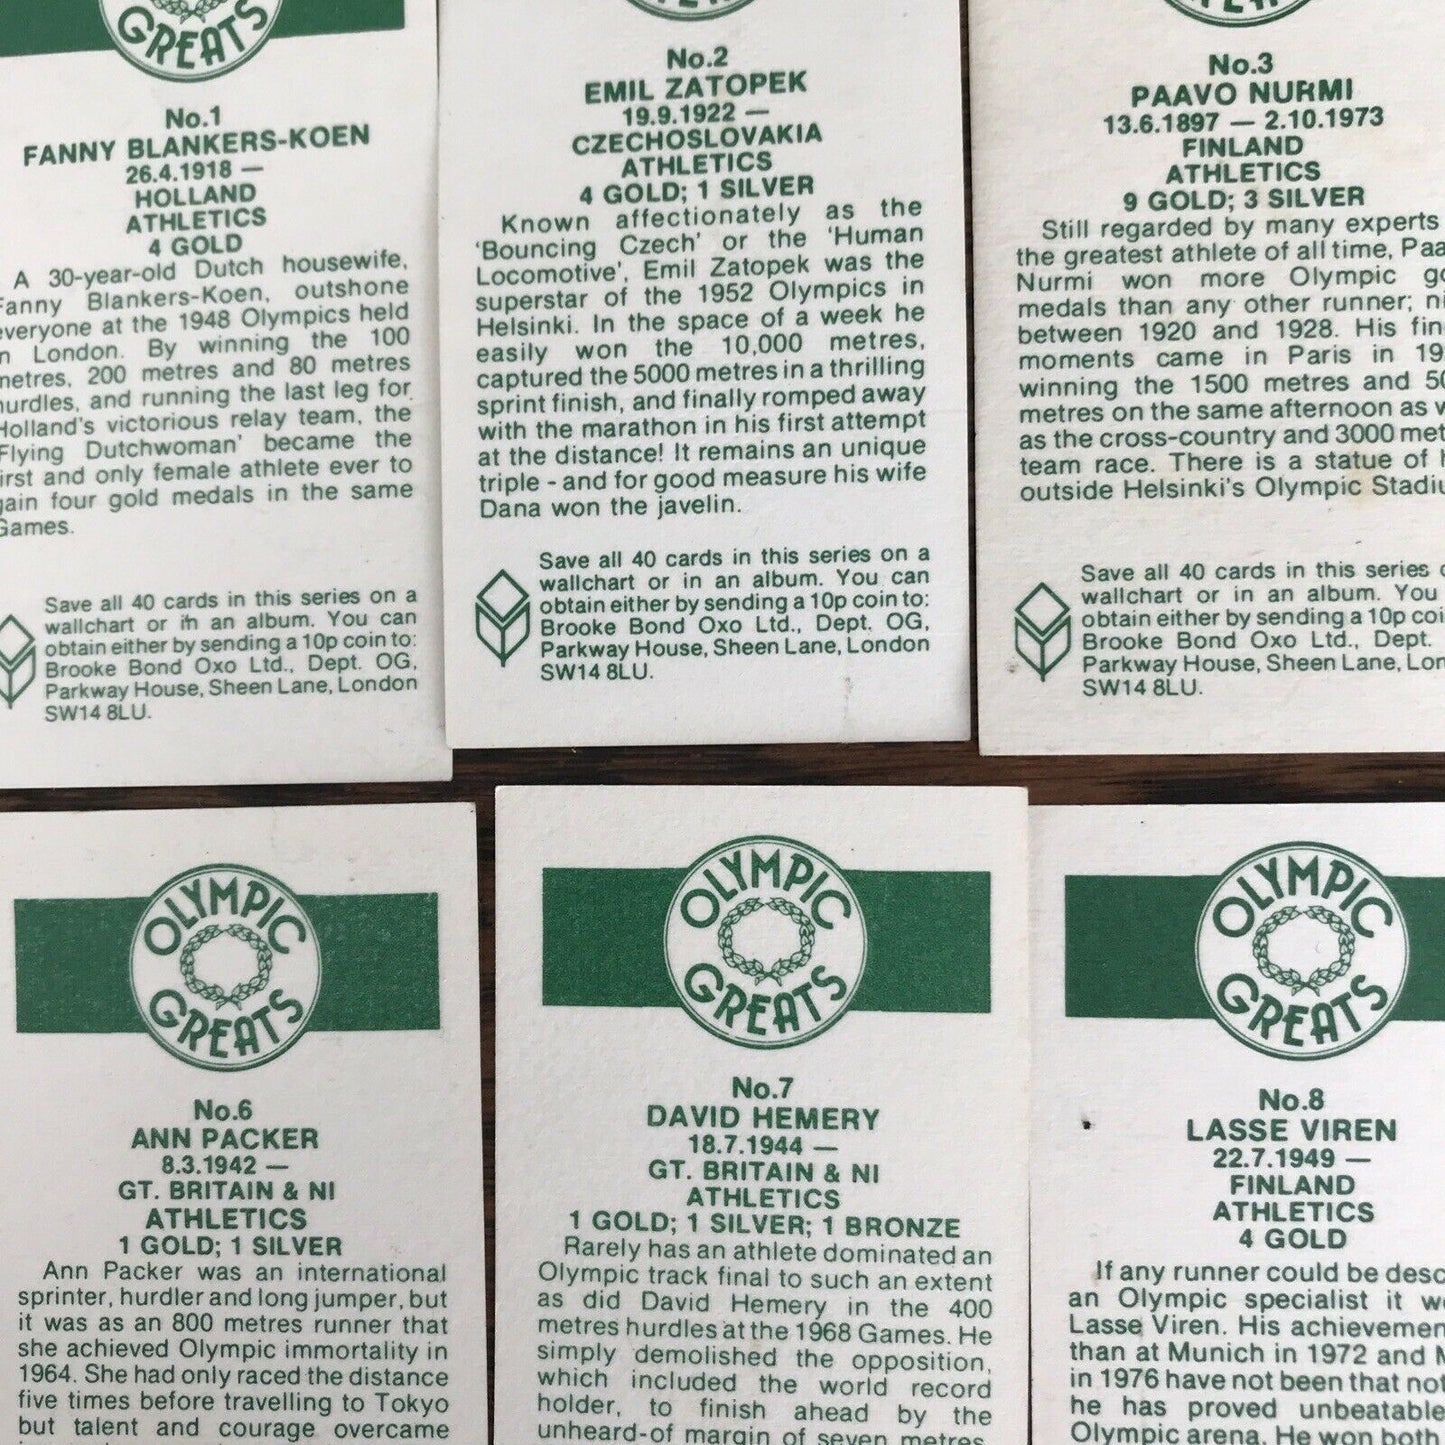 GREATS
No.1
FANNY BLANKERS-KOEN
26.4.1918 —
HOLLAND
ATHLETICS
4 GOLD
A 30-year-old Dutch housewife,
Fanny Blankers-Koen, outshone
everyone at the 1948 Olympics held
in London. By winning the 100
metres, 200 metres and 80 metres
hurdles, and running the last leg for
Holland's victorious relay team, the
'Flying Dutchwoman' became the
first and only female athlete ever to
gain four gold medals in the same
Games.
Save all 40 cards in this series on a
wallchart or in an album. You can
obtain either by sending a 10p coin to:
Brooke Bond Oxo Ltd., Dept. OG,
Parkway House, Sheen Lane, London
SW14 8LU.
No.2
EMIL ZATOPEK
19.9.1922 —
CZECHOSLOVAKIA
ATHLETICS
4 GOLD; 1 SILVER
Known affectionately as the
'Bouncing Czech' or the 'Human
Locomotive', Emil Zatopek was the
superstar of the 1952 Olympics in
Helsinki. In the space of a week he
easily won the 10,000 metres,
captured the 5000 metres in a thrilling
sprint finish, and finally romped away
with the marathon in his first attempt
at the distance! It remains an unique
triple - and for good measure his wife
Dana won the javelin.
Save all 40 cards in this series on a
wallchart or in an album. You can
obtain either by sending a 10p coin to:
Brooke Bond Oxo Ltd., Dept. OG,
Parkway House, Sheen Lane, London
SW14 8LU.
No.3
PAAVO NURMI
13.6.1897 — 2.10.1973
FINLAND
ATHLETICS
9 GOLD; 3 SILVER
Still regarded by many experts
the greatest athlete of all time, Paa
Nurmi won more Olympic go
medals than any other runner; ni
between 1920 and 1928. His fin
moments came in Paris in 19
winning the 1500 metres and 50
metres on the same afternoon as w
as the cross-country and 3000 met
team race. There is a statue of h
outside Helsinki's Olympic Stadiu
Save all 40 cards in this series o
wallchart or in an album. You
obtain either by sending a 10p coi
Brooke Bond Oxo Ltd., Dept.
Parkway House, Sheen Lane, Lon
SW14 8LU.
OLYMPIC
GREATS
No.6
ANN PACKER
8.3.1942 —
GT. BRITAIN & NI
ATHLETICS
1 GOLD; 1 SILVER
Ann Packer was an international
sprinter, hurdler and long jumper, but
it was as an 800 metres runner that
she achieved Olympic immortality in
1964. She had only raced the distance
five times before travelling to Tokyo
but talent and courage overcame
OLYMPIC
GREATS
No.7
DAVID HEMERY
18.7.1944 —
GT. BRITAIN & NI
ATHLETICS
1 GOLD; 1 SILVER; 1 BRONZE
Rarely has an athlete dominated an
Olympic track final to such an extent
as did David Hemery in the 400
metres hurdles at the 1968 Games. He
simply demolished the opposition,
which included the world record
holder, to finish ahead by the
unheard-of margin of seven metres.
OLYMPIC
GREATS
No.8
LASSE VIREN
22.7.1949 —
FINLAND
ATHLETICS
4 GOLD
If any runner could be desc
an Olympic specialist it w
Lasse Viren. His achievemen
than at Munich in 1972 and M
in 1976 have not been that not
he has proved unbeatable
Olympic arena. He won both